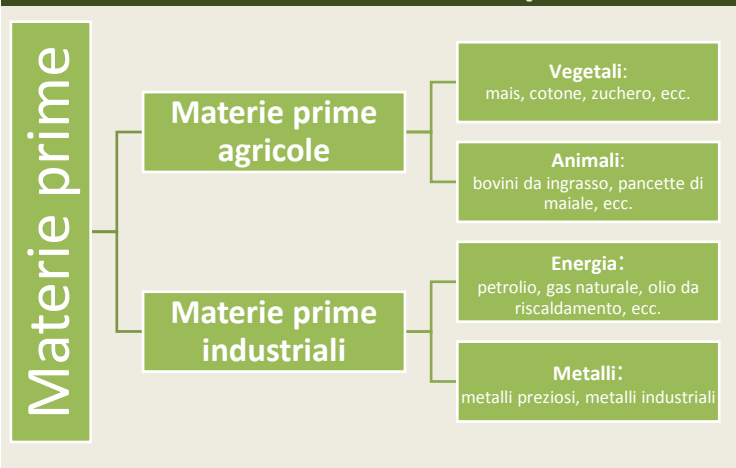 Materie prime
Materie prime
agricole
Vegetali:
mais, cotone, zuchero, ecc.
Animali:
bovini da ingrasso, pancette di
maiale, ecc.
Materie prime
industriali
Energia:
petrolio, gas naturale, olio da
riscaldamento, ecc.
Metalli:
metalli preziosi, metalli industriali